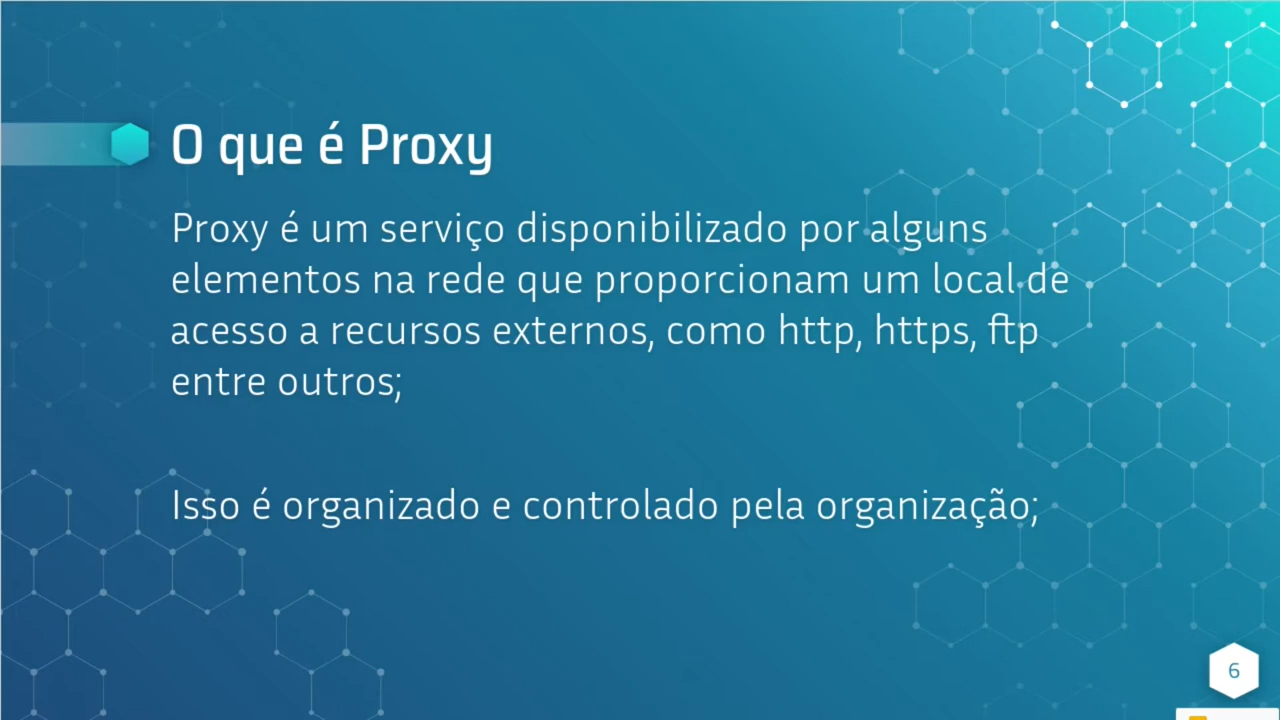 O que é Proxy
Proxy é um serviço disponibilizado por alguns
elementos na rede que proporcionam um local de
acesso a recursos externos, como http, https, ftp
entre outros;
Isso é organizado e controlado pela organização;
6